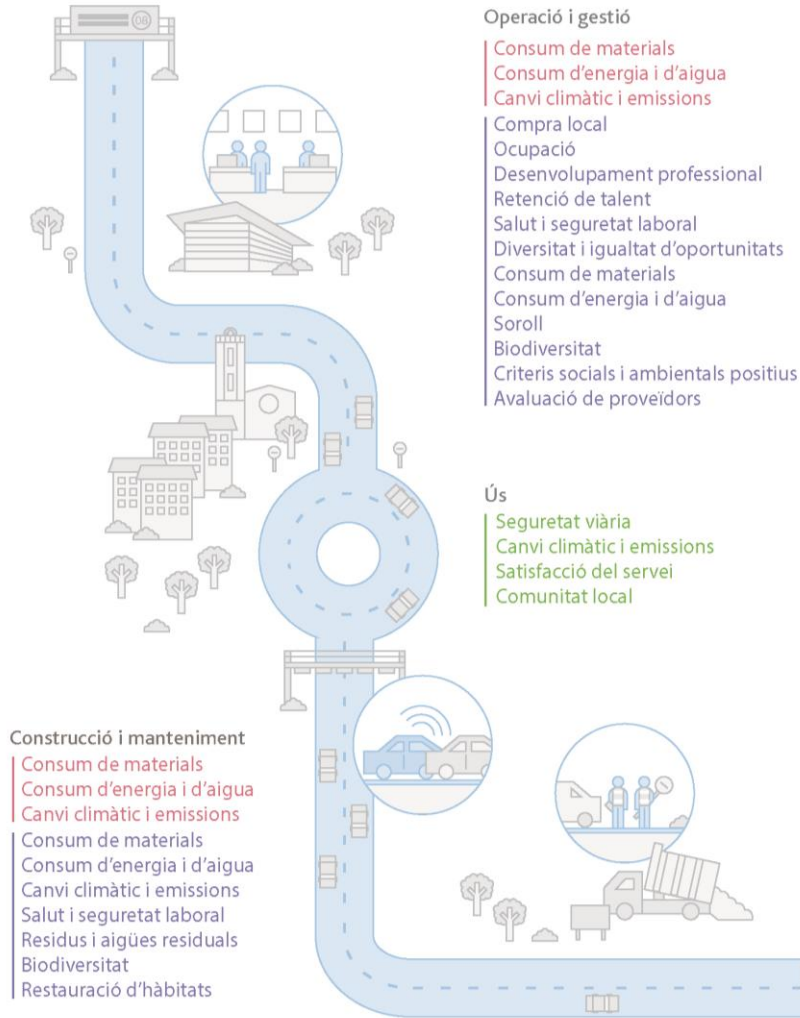 08
Operació i gestió
Consum de materials
Consum d'energia i d'aigua
Canvi climàtic i emissions
Compra local
Ocupació
Desenvolupament professional
Retenció de talent
Salut i seguretat laboral
Diversitat i igualtat d'oportunitats
Consum de materials
Consum d'energia i d'aigua
Soroll
Biodiversitat
Criteris socials i ambientals positius
Avaluació de proveïdors
Ús
Seguretat viària
Canvi climàtic i emissions
Satisfacció del servei
Comunitat local
Construcció i manteniment
Consum de materials
Consum d'energia i d'aigua
Canvi climàtic i emissions
Consum de materials
Consum d'energia i d'aigua
Canvi climàtic i emissions
Salut i seguretat laboral
Residus i aigües residuals
Biodiversitat
Restauració d'hàbitats